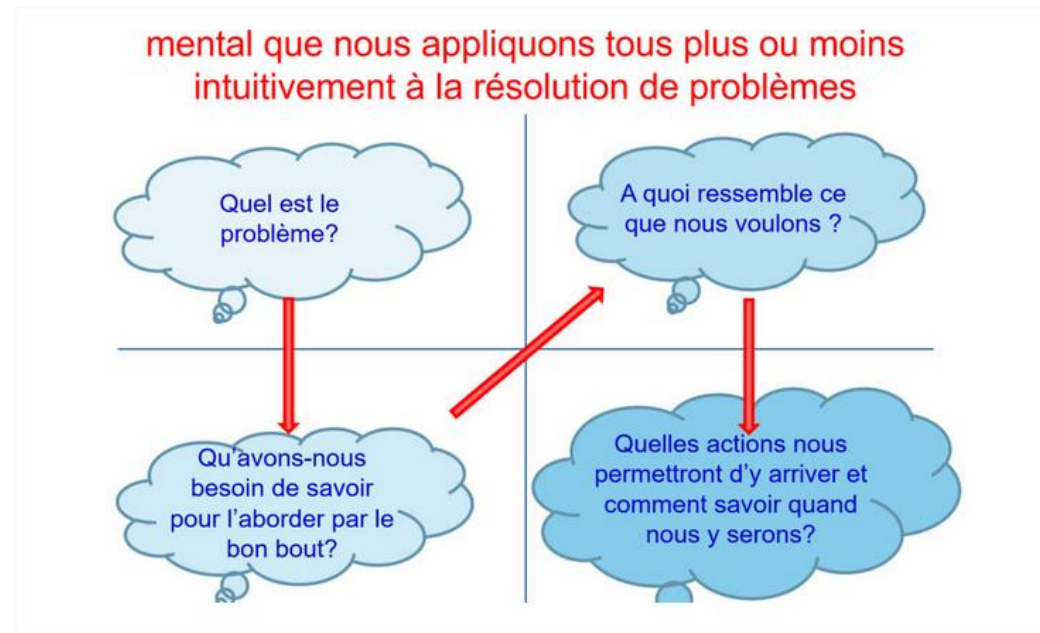 mental que nous appliquons tous plus ou moins
intuitivement à la résolution de problèmes
Quel est le
problème?
Qu'avons-nous
besoin de savoir
pour l'aborder par le
bon bout?
A quoi ressemble ce
que nous voulons ?
Quelles actions nous
permettront d'y arriver et
comment savoir quand
nous y serons?